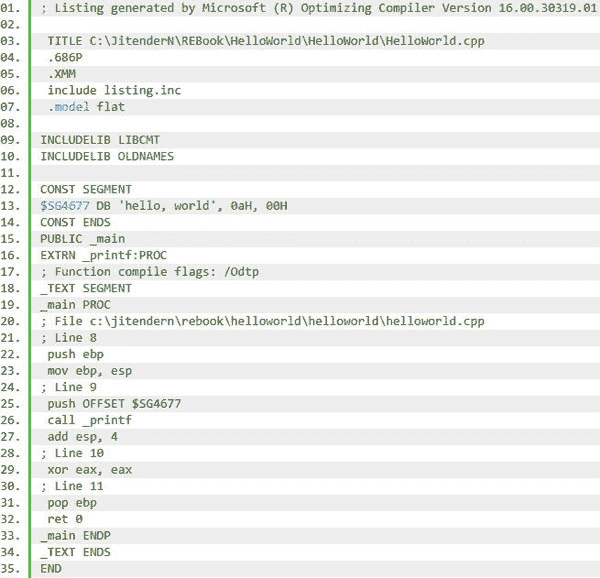 01. ; Listing generated by Microsoft (R) Optimizing Compiler Version 16.00.30319.01
02.
03. TITLE C:\JitenderN\REBook\HelloWorld\HelloWorld\HelloWorld.cpp
04. .686P
05. .XMM
06. include listing.inc
07. .model flat
08.
09. INCLUDELIB LIBCMT
10. INCLUDELIB OLDNAMES
11.
12. CONST SEGMENT
13. $SG4677 DB 'hello, world', 0aH, 00H
14. CONST ENDS
15. PUBLIC _main
16. EXTRN _printf:PROC
17. ; Function compile flags: /Odtp
18. _TEXT SEGMENT
19. _main PROC
20. ; File c:\jitendern\rebook\helloworld\helloworld\helloworld.cpp
21. ; Line 8
22. push ebp
23. mov ebp, esp
24. ; Line 9
25. push OFFSET $SG4677
26. call _printf
27. add esp, 4
28. ; Line 10
29. xor eax, eax
30. ; Line 11
31. pop ebp
32. ret 0
33. _main ENDP
34. _TEXT ENDS
35. END